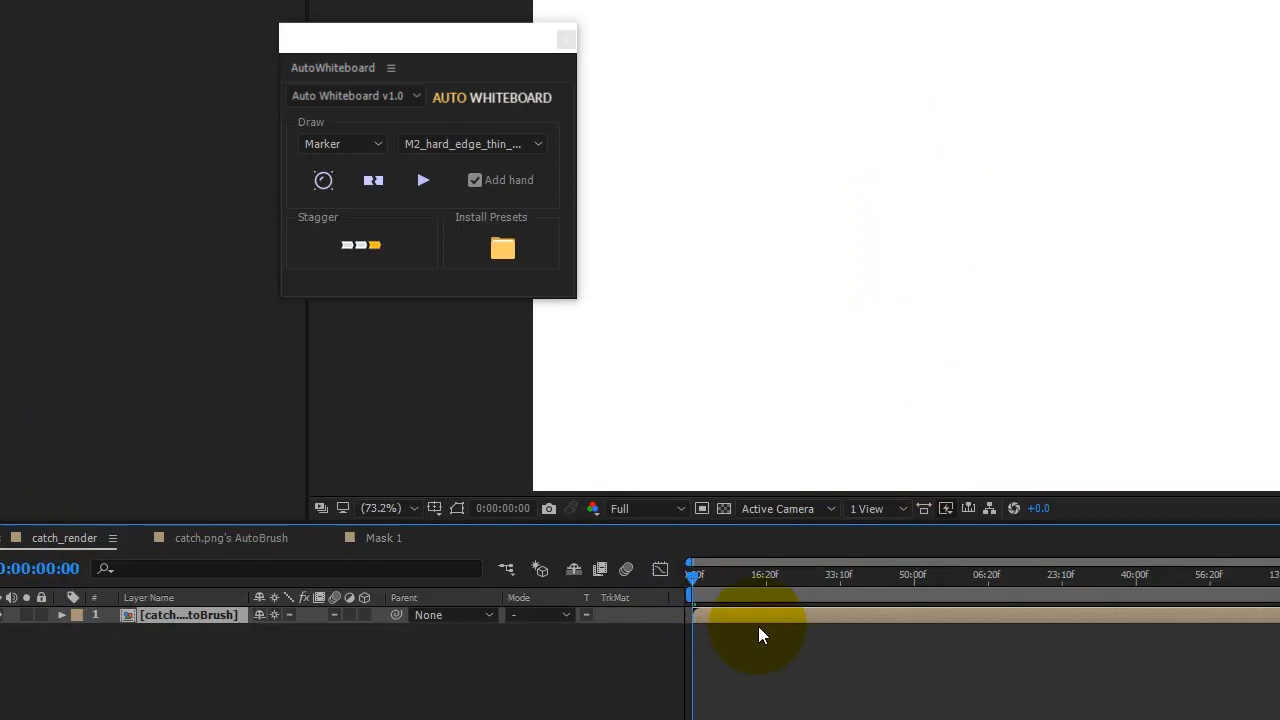 AutoWhiteboard
Auto Whiteboard v1.0
AUTO WHITEBOARD
Draw
Marker
M2_hard_edge_thin_...
Add hand
Stagger
Install Presets
(73.2%)
0:00:00:00
Full
Active Camera
1 View
+0.0
catch_render
catch.png's AutoBrush
Mask 1
0:00:00:00
# Layer Name
Parent
Mode
T TrkMat
00f 16:20f 33:10f 50:00f 06:20f 23:10f 40:00f 56:20f 13
1 [catch....toBrush]
None
-